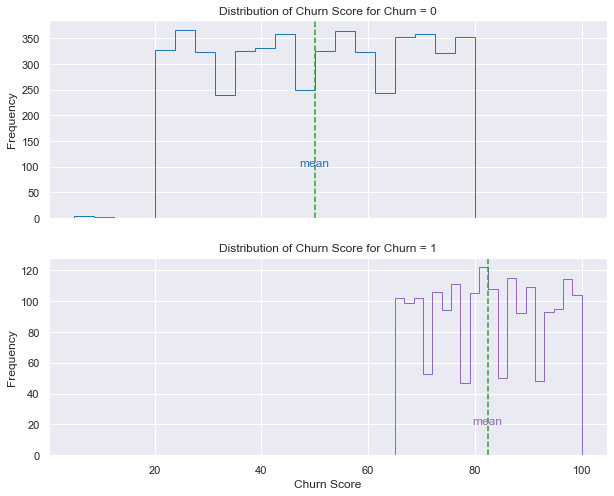 Distribution of Churn Score for Churn = 0
Frequency
350
300
250
200
150
100
50
0
mean
Distribution of Churn Score for Churn = 1
Frequency
120
100
80
60
40
20
0
mean
20 40 60 80 100
Churn Score